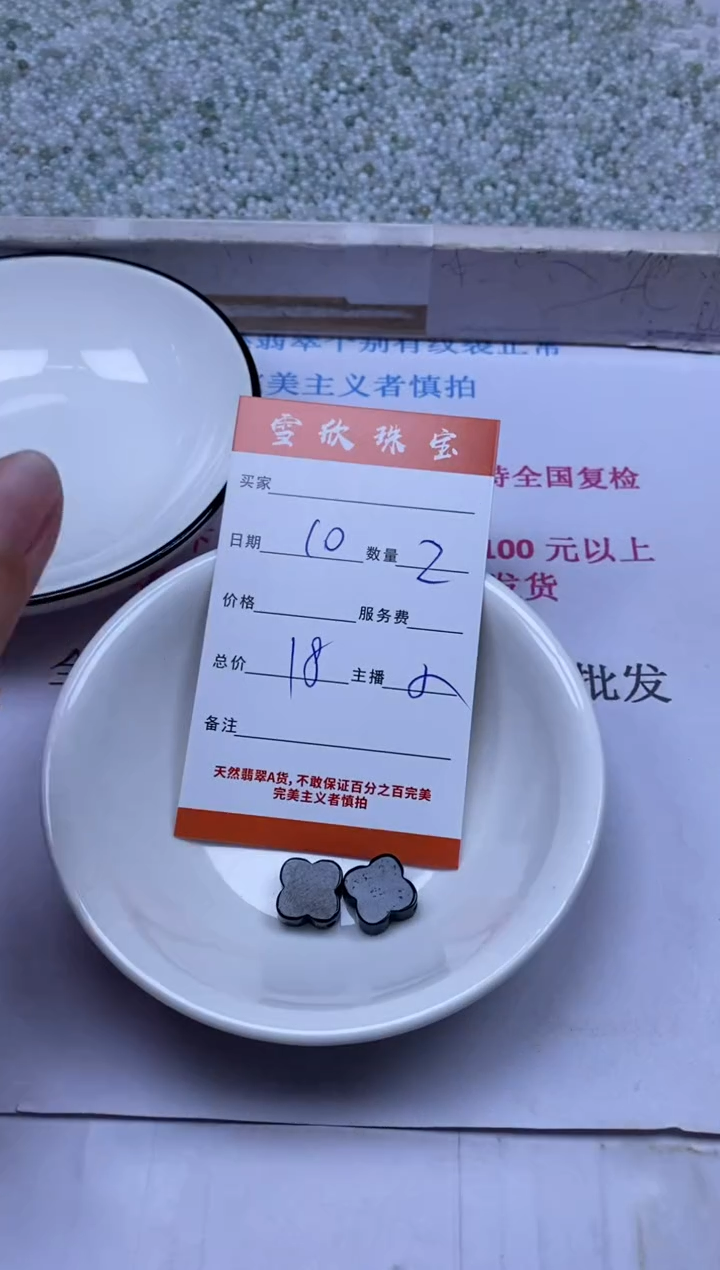 翡翠个别有纹裂正常
美主义者慎拍
雪欣珠宝
持全国复检
买家
日期 10 数量 2
100 元以上
发货
价格 服务费
总价 18 主播
批发
备注
天然翡翠A货,不敢保证百分之百完美
完美主义者慎拍